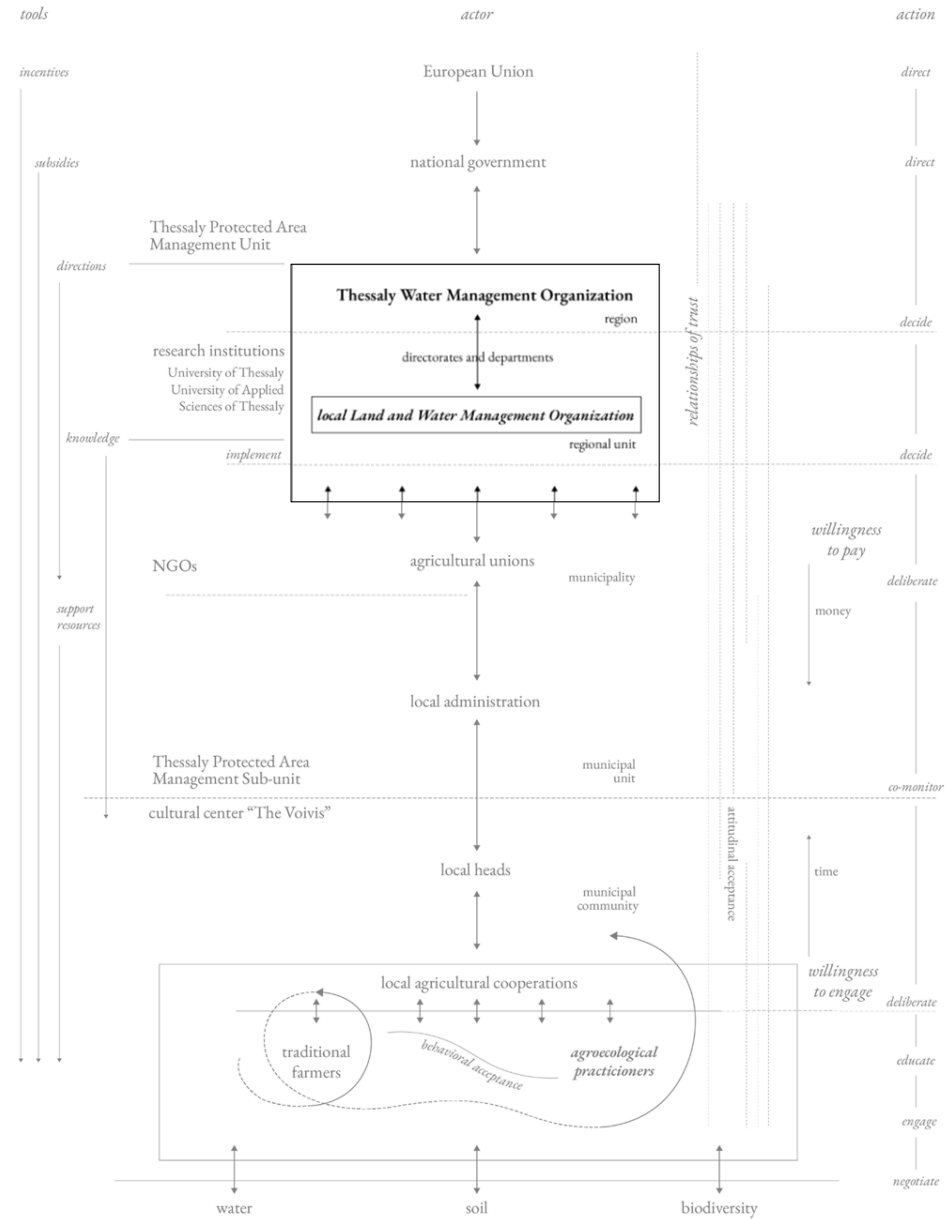 tools
actor
action
incentives
European Union
direct
subsidies
national government
direct
Thessaly Protected Area
Management Unit
directions
Thessaly Water Management Organization
region
decide
relationships of trust
research institutions
University of Thessaly
University of Applied
Sciences of Thessaly
directorates and departments
local Land and Water Management Organization
knowledge
regional unit
implement
decide
willingness
to pay
NGOs
agricultural unions
municipality
deliberate
support
resources
money
local administration
Thessaly Protected Area
Management Sub-unit
municipal
unit
co-monitor
cultural center “The Voivis”
attitudinal acceptance
local heads
time
municipal
community
willingness
to engage
local agricultural cooperations
deliberate
traditional
farmers
behavioral acceptance
agroecological
practicioners
educate
engage
negotiate
water
soil
biodiversity